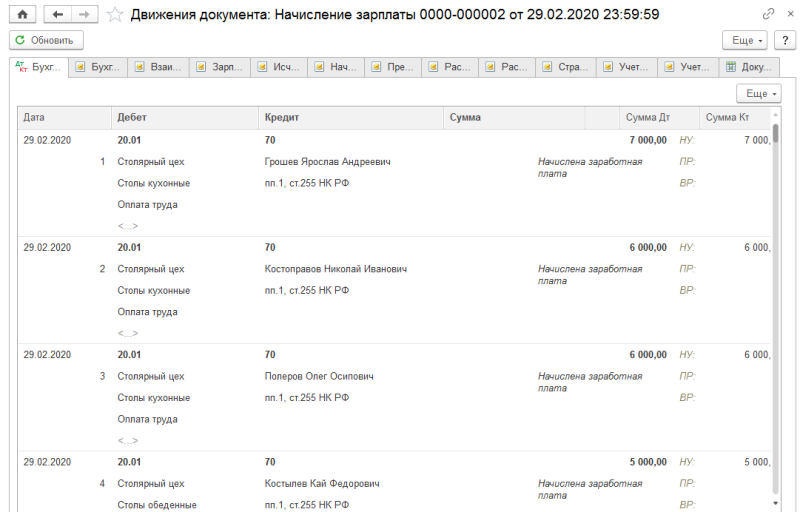 Движения документа: Начисление зарплаты 0000-000002 от 29.02.2020 23:59:59
Обновить Еще ?
Дт Кт Бухг... Бухг... Взаи... Зарп... Исч... Нач... Пре... Рас... Рас... Стра... Учет... Учет... Доку...
Еще
Дата Дебет Кредит Сумма Сумма Дт Сумма Кт
29.02.2020 20.01 70 7 000,00 НУ: 7 000,
1 Столярный цех Грошев Ярослав Андреевич Начислена заработная плата ПР:
Столы кухонные пп.1, ст.255 НК РФ ВР:
Оплата труда
<...>
29.02.2020 20.01 70 6 000,00 НУ: 6 000,
2 Столярный цех Костоправов Николай Иванович Начислена заработная плата ПР:
Столы кухонные пп.1, ст.255 НК РФ ВР:
Оплата труда
<...>
29.02.2020 20.01 70 6 000,00 НУ: 6 000,
3 Столярный цех Поперов Олег Осипович Начислена заработная плата ПР:
Столы кухонные пп.1, ст.255 НК РФ ВР:
Оплата труда
<...>
29.02.2020 20.01 70 5 000,00 НУ: 5 000,
4 Столярный цех Костылев Кай Федорович Начислена заработная плата ПР:
Столы обеденные пп.1, ст.255 НК РФ ВР: